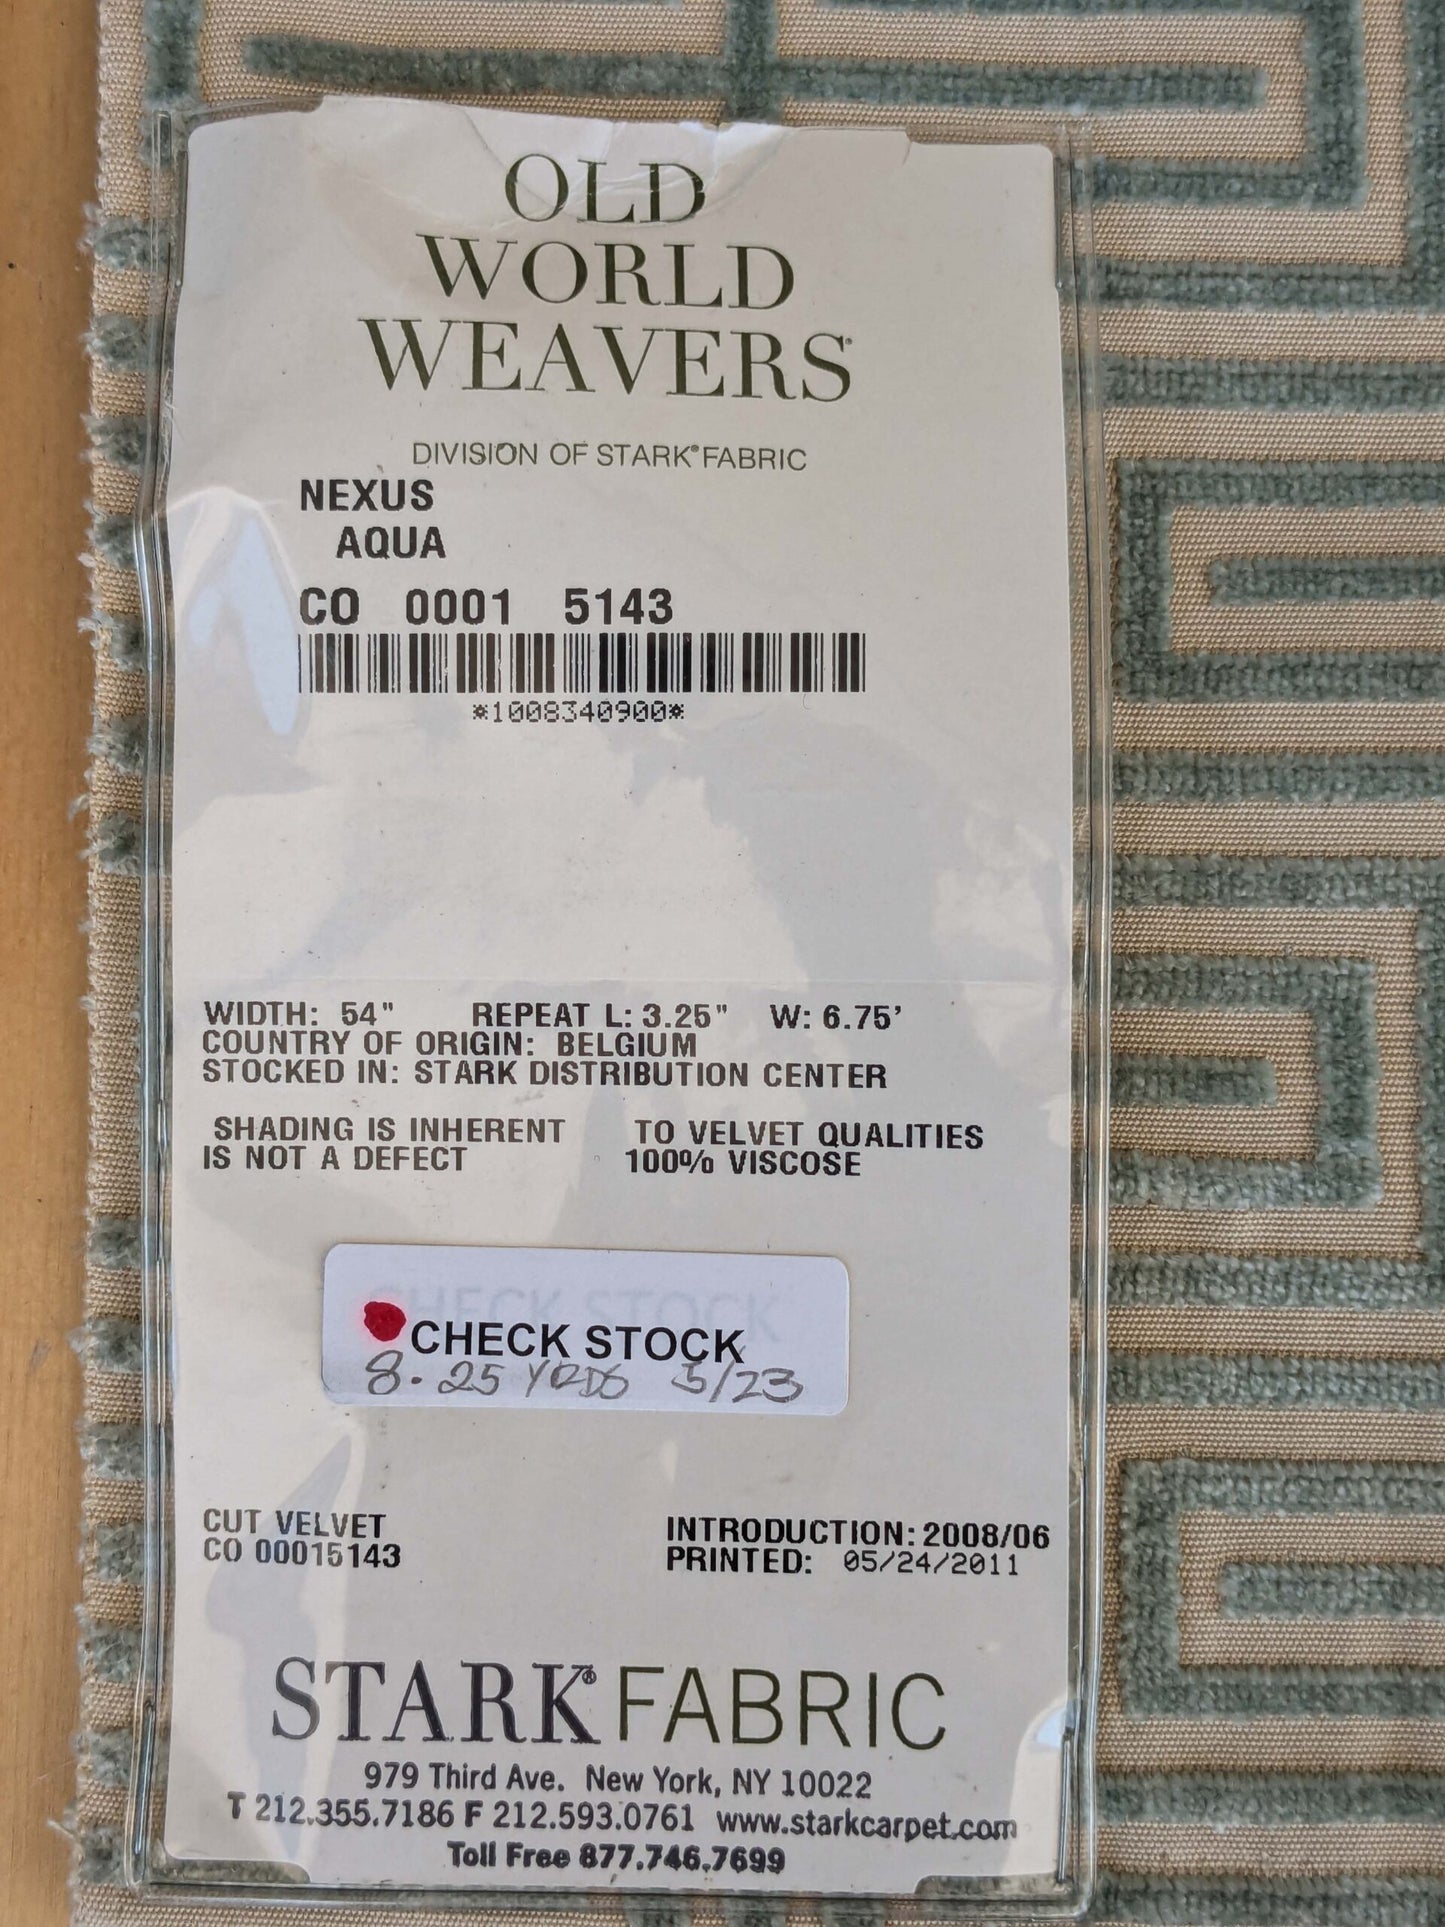 OLD
WORLD
WEAVERS®
DIVISION OF STARK® FABRIC
NEXUS
AQUA
CO 0001 5143
*1008340900*
WIDTH: 54" REPEAT L: 3.25" W: 6.75'
COUNTRY OF ORIGIN: BELGIUM
STOCKED IN: STARK DISTRIBUTION CENTER
SHADING IS INHERENT TO VELVET QUALITIES
IS NOT A DEFECT 100% VISCOSE
CHECK STOCK
CHECK STOCK
8.25 YRDS 5/23
CUT VELVET INTRODUCTION: 2008/06
CO 00015143 PRINTED: 05/24/2011
STARK® FABRIC
979 Third Ave. New York, NY 10022
T 212.355.7186 F 212.593.0761 www.starkcarpet.com
Toll Free 877.746.7699